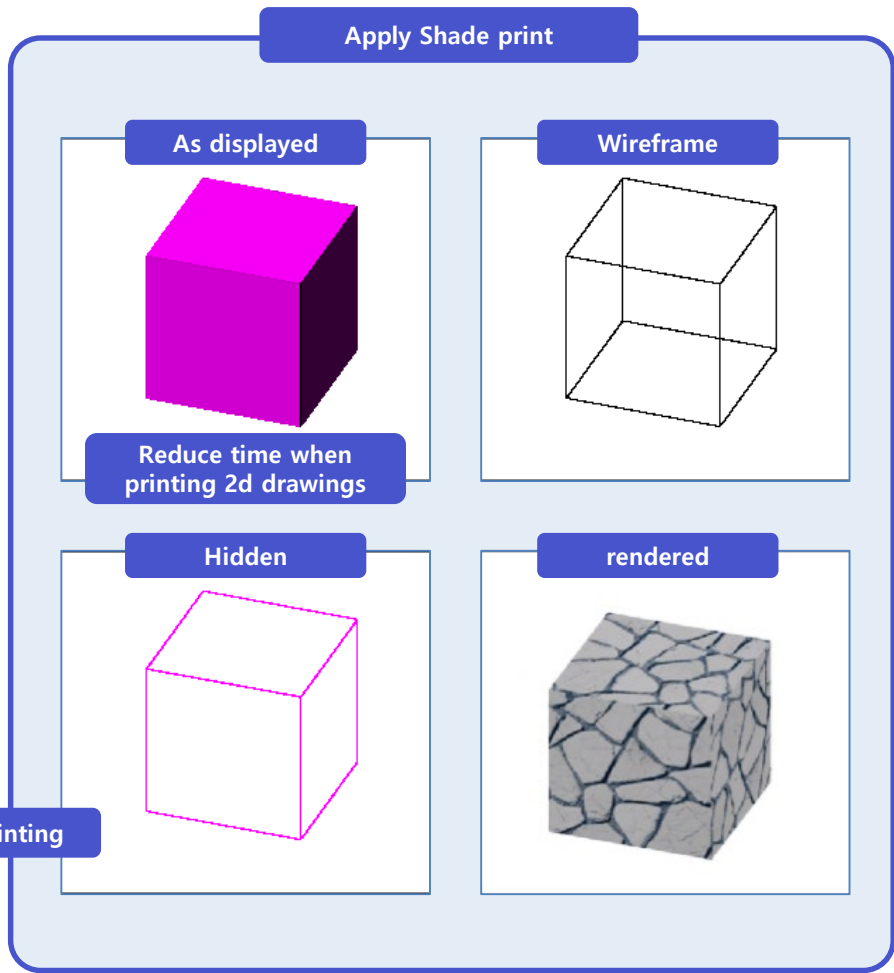 Apply Shade print
As displayed
Wireframe
Reduce time when
printing 2d drawings
Hidden
rendered
inting